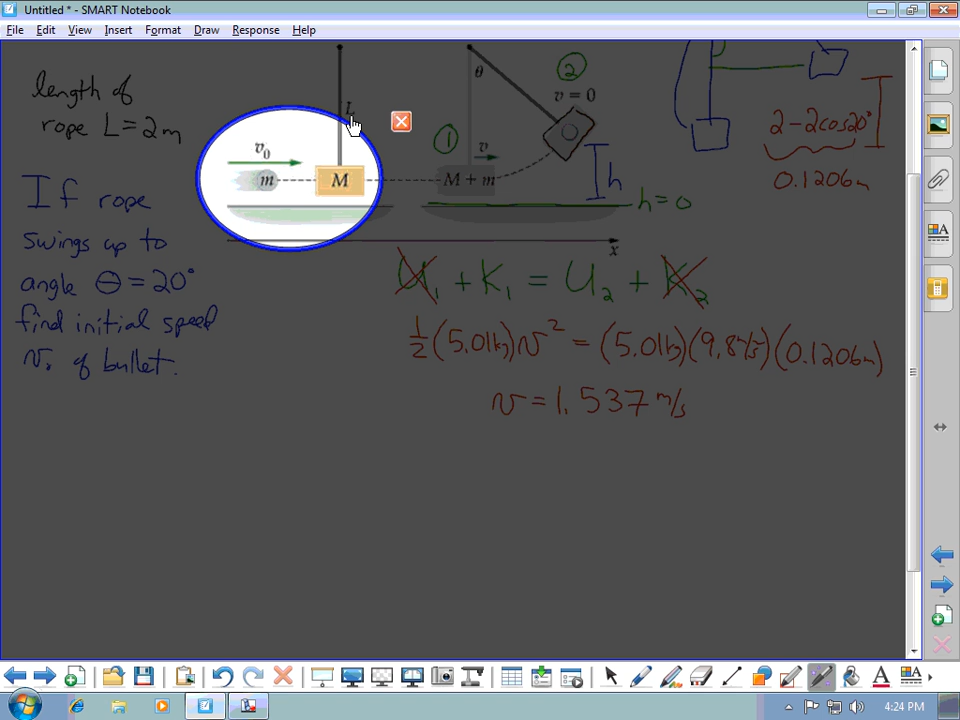 Untitled * - SMART Notebook
File Edit View Insert Format Draw Response Help
length of
rope L = 2m
If rope
swings up to
angle Θ = 20°
find initial speed
v₀ of bullet.
L
v₀
m
M
θ
①
②
v = 0
v
M + m
h
h = 0
x
2 - 2cos20°
0.1206m
U₁ + K₁ = U₂ + K₂
½(5.01kg)v² = (5.01kg)(9.8m/s²)(0.1206m)
v = 1.537 m/s
A
A
4:24 PM